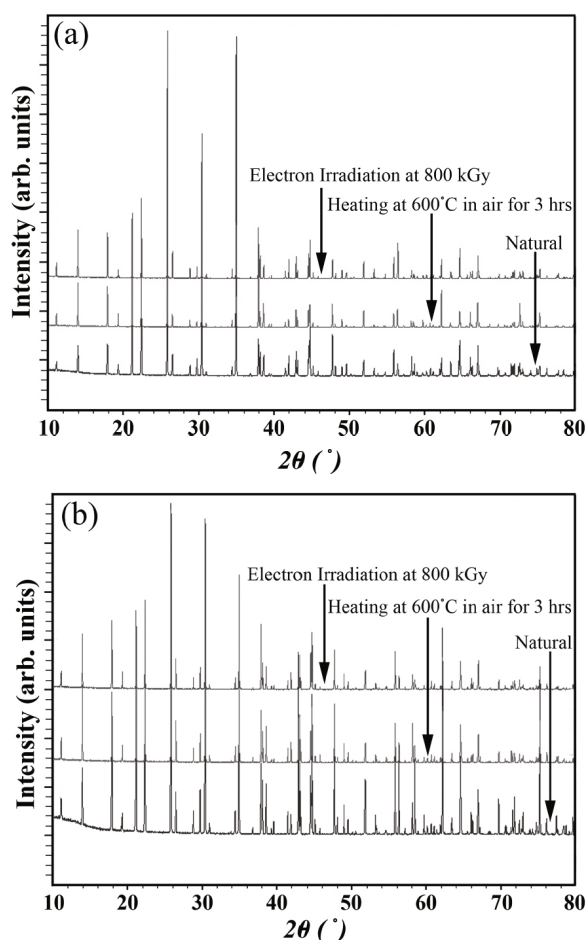 (a)
Intensity (arb. units)
Electron Irradiation at 800 kGy
Heating at 600°C in air for 3 hrs
Natural
10 20 30 40 50 60 70 80
2θ (°)
(b)
Intensity (arb. units)
Electron Irradiation at 800 kGy
Heating at 600°C in air for 3 hrs
Natural
10 20 30 40 50 60 70 80
2θ (°)